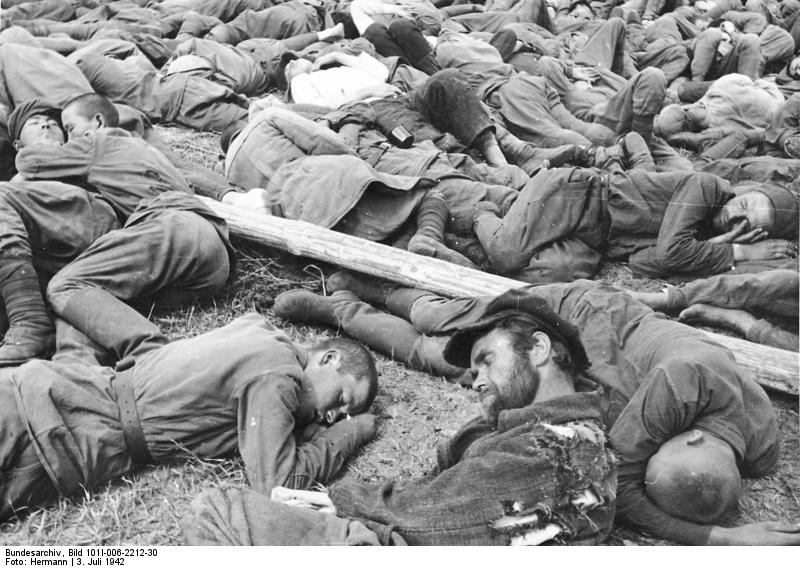 Bundesarchiv, Bild 101I-006-2212-30
Foto: Hermann | 3. Juli 1942